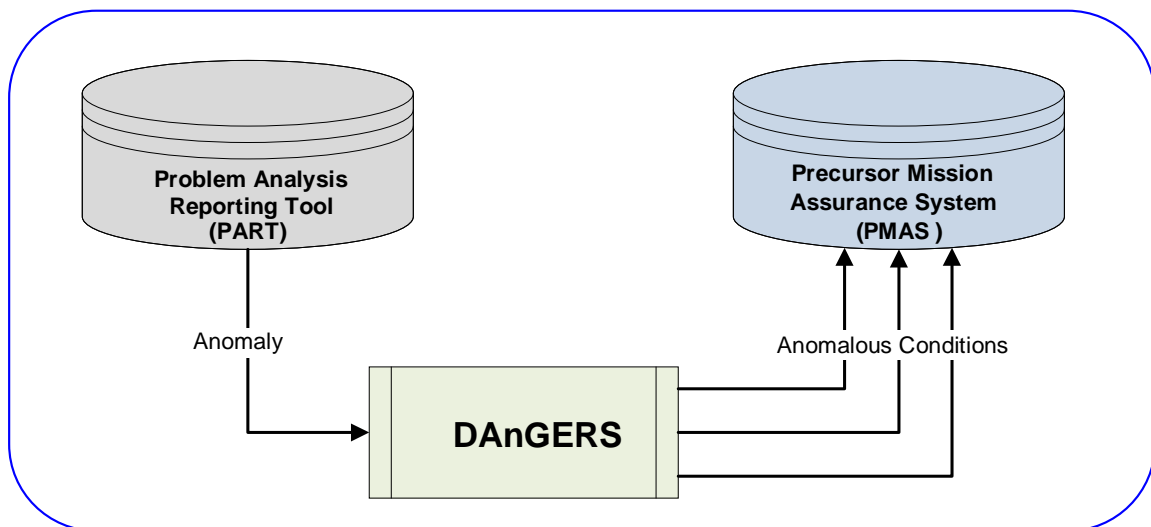 Problem Analysis
Reporting Tool
(PART)
Precursor Mission
Assurance System
(PMAS )
Anomaly
Anomalous Conditions
DAnGERS